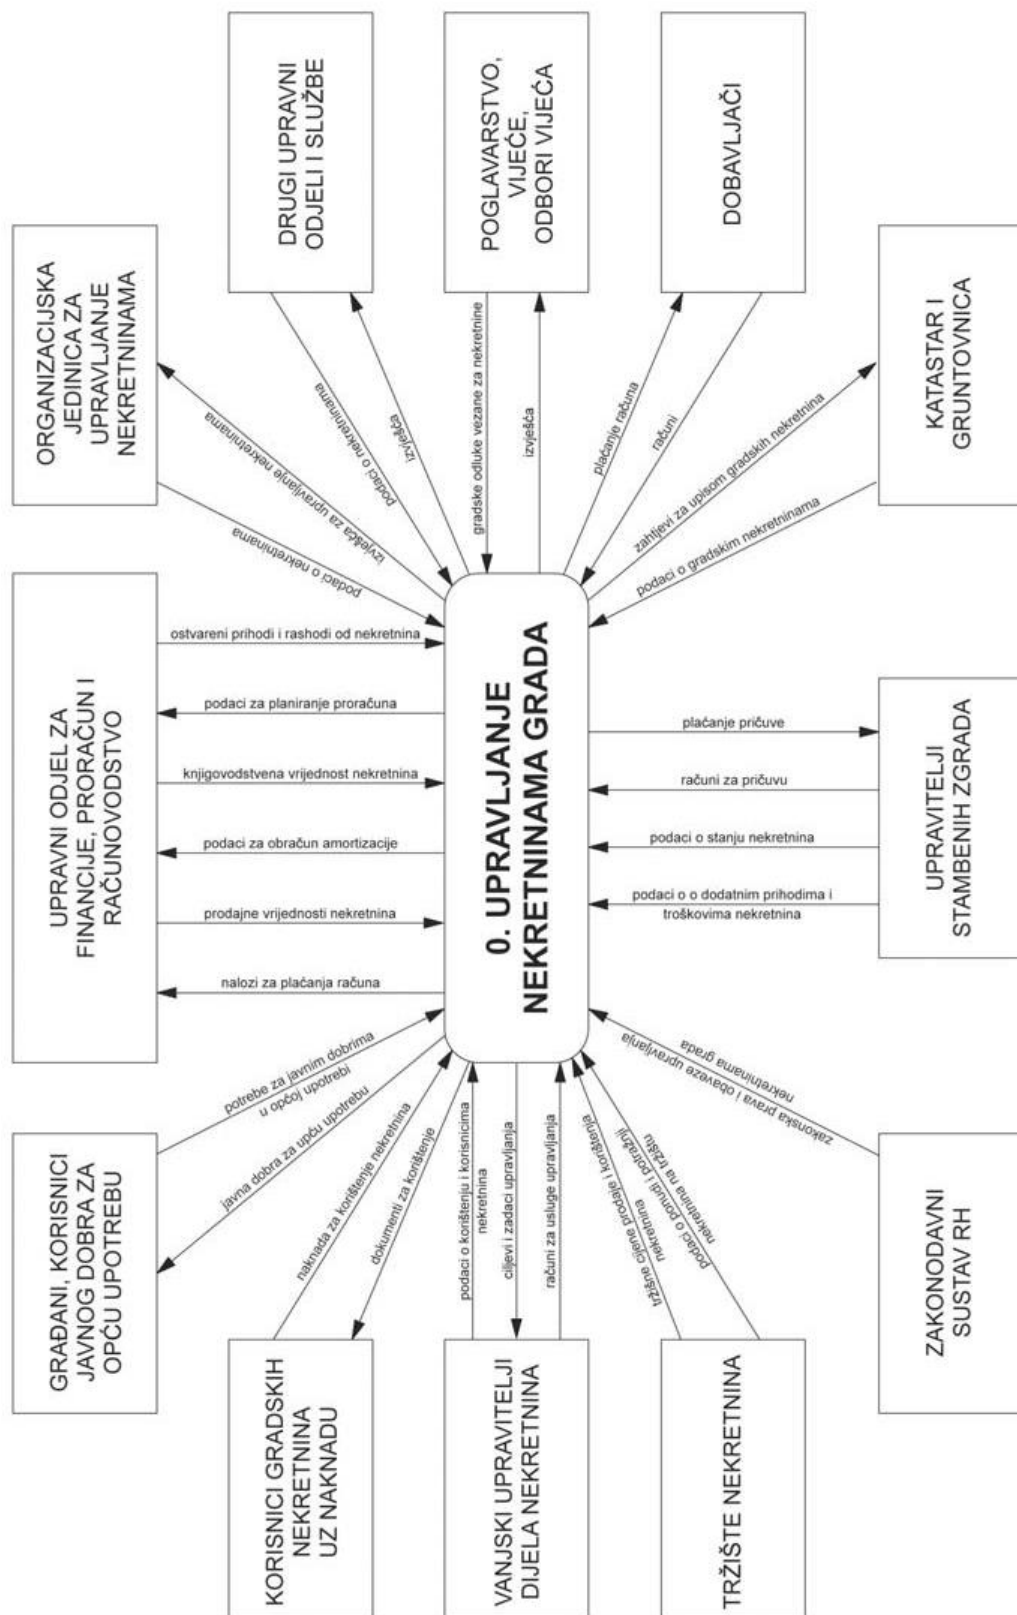 GRAĐANI, KORISNICI
JAVNOG DOBRA ZA
OPĆU UPOTREBU
UPRAVNI ODJEL ZA
FINANCIJE, PRORAČUN I
RAČUNOVODSTVO
ORGANIZACIJSKA
JEDINICA ZA
UPRAVLJANJE
NEKRETNINAMA
KORISNICI GRADSKIH
NEKRETNINA
UZ NAKNADU
DRUGI UPRAVNI
ODJELI I SLUŽBE
potrebe za javnim dobrima
u općoj upotrebi
javna dobra za upću upotrebu
nalozi za plaćanja računa
prodajne vrijednosti nekretnina
podaci za obračun amortizacije
knjigovodstvena vrijednost nekretnina
podaci za planiranje proračuna
ostvareni prihodi i rashodi od nekretnina
podaci o nekretninama
izvješća za upravljanje nekretninama
naknada za korištenje nekretnina
dokumenti za korištenje
podaci o nekretninama
izvješća
VANJSKI UPRAVITELJI
DIJELA NEKRETNINA
podaci o korištenju i korisnicima
nekretnina
ciljevi i zadaci upravljanja
računi za usluge upravljanja
0. UPRAVLJANJE
NEKRETNINAMA GRADA
gradske odluke vezane za nekretnine
izvješća
POGLAVARSTVO,
VIJEĆE,
ODBORI VIJEĆA
TRŽIŠTE NEKRETNINA
tržišne cijene prodaje i korištenja
nekretnina
podaci o ponudi i potražnji
nekretnina na tržištu
plaćanje računa
računi
DOBAVLJAČI
zakonska prava i obaveze upravljanja
nekretninama grada
podaci o o dodatnim prihodima i
troškovima nekretnina
podaci o stanju nekretnina
računi za pričuvu
plaćanje pričuve
podaci o gradskim nekretninama
zahtjevi za upisom gradskih nekretnina
ZAKONODAVNI
SUSTAV RH
UPRAVITELJI
STAMBENIH ZGRADA
KATASTAR I
GRUNTOVNICA